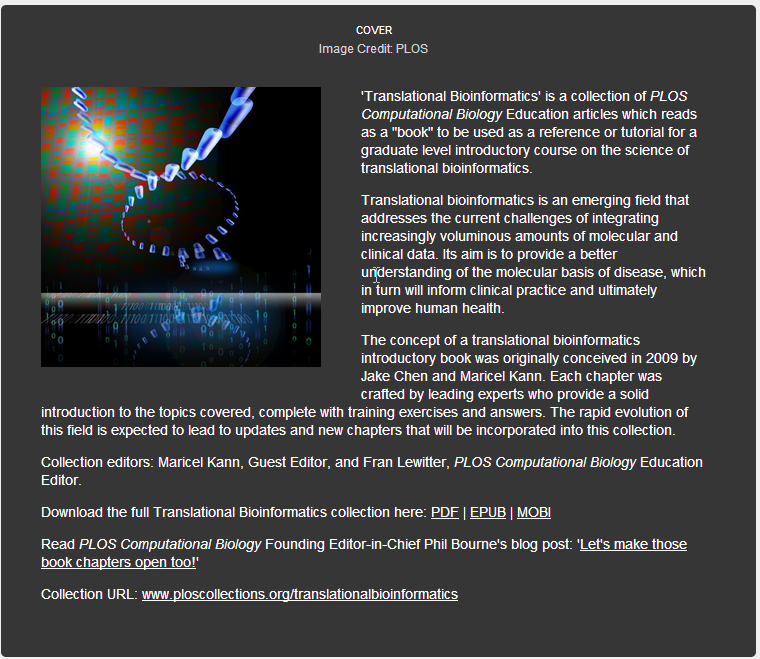 COVER
Image Credit: PLOS
'Translational Bioinformatics' is a collection of PLOS
Computational Biology Education articles which reads
as a "book" to be used as a reference or tutorial for a
graduate level introductory course on the science of
translational bioinformatics.
Translational bioinformatics is an emerging field that
addresses the current challenges of integrating
increasingly voluminous amounts of molecular and
clinical data. Its aim is to provide a better
understanding of the molecular basis of disease, which
in turn will inform clinical practice and ultimately
improve human health.
The concept of a translational bioinformatics
introductory book was originally conceived in 2009 by
Jake Chen and Maricel Kann. Each chapter was
crafted by leading experts who provide a solid
introduction to the topics covered, complete with training exercises and answers. The rapid evolution of
this field is expected to lead to updates and new chapters that will be incorporated into this collection.
Collection editors: Maricel Kann, Guest Editor, and Fran Lewitter, PLOS Computational Biology Education
Editor.
Download the full Translational Bioinformatics collection here: PDF | EPUB | MOBI
Read PLOS Computational Biology Founding Editor-in-Chief Phil Bourne's blog post: 'Let's make those
book chapters open too!'
Collection URL: www.ploscollections.org/translationalbioinformatics